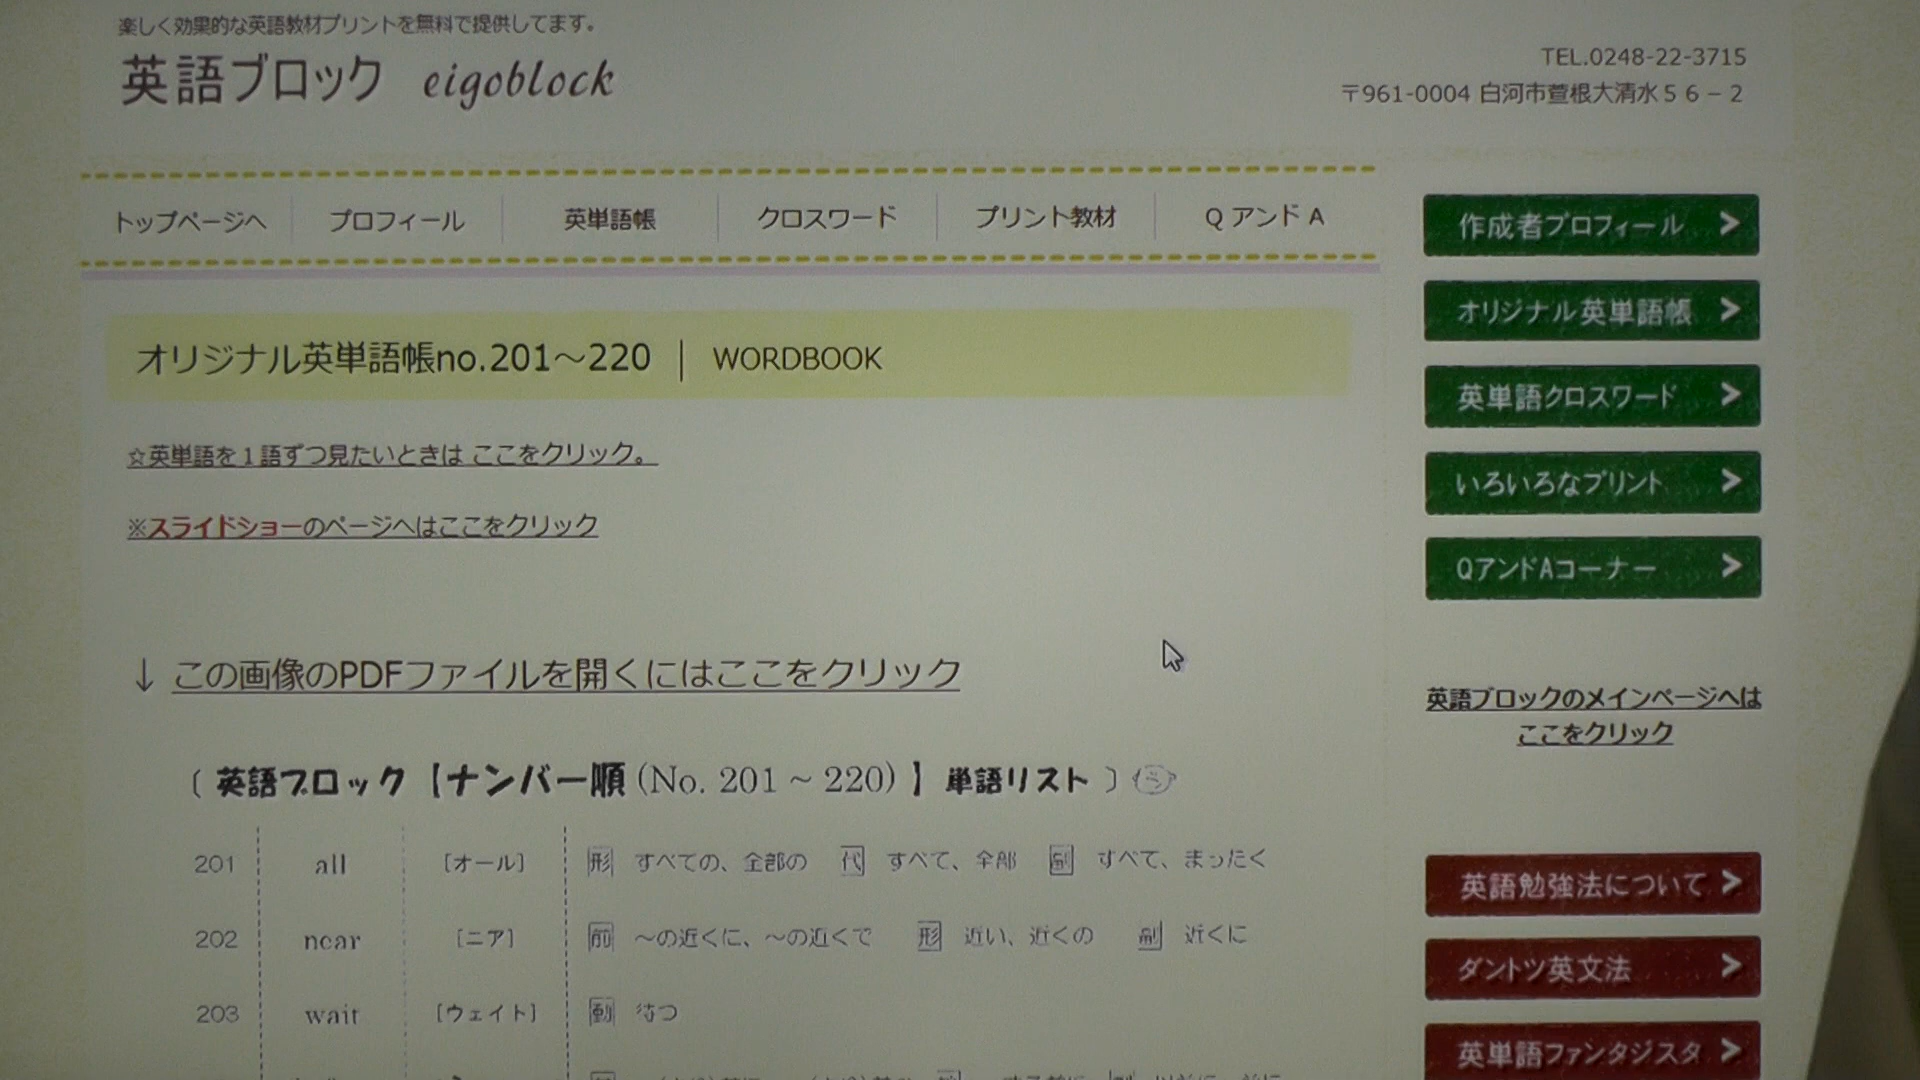 楽しく効果的な英語教材プリントを無料で提供してます。
英語ブロック eigoblock
TEL.0248-22-3715
〒961-0004 白河市萱根大清水５６－２
トップページへ プロフィール 英単語帳 クロスワード プリント教材 Q アンド A
オリジナル英単語帳no.201～220 │ WORDBOOK
☆英単語を１語ずつ見たいときは ここをクリック。
※スライドショーのページへはここをクリック
↓ この画像のPDFファイルを開くにはここをクリック
〔 英語ブロック【ナンバー順(No. 201 ~ 220) 】単語リスト 〕
201 all [オール] 形 すべての、全部の 代 すべて、全部 副 すべて、まったく
202 near [ニア] 前 ～の近くに、～の近くで 形 近い、近くの 副 近くに
203 wait [ウェイト] 動 待つ
作成者プロフィール >
オリジナル英単語帳 >
英単語クロスワード >
いろいろなプリント >
QアンドAコーナー >
英語ブロックのメインページへは
ここをクリック
英語勉強法について >
ダントツ英文法 >
英単語ファンタジスタ >